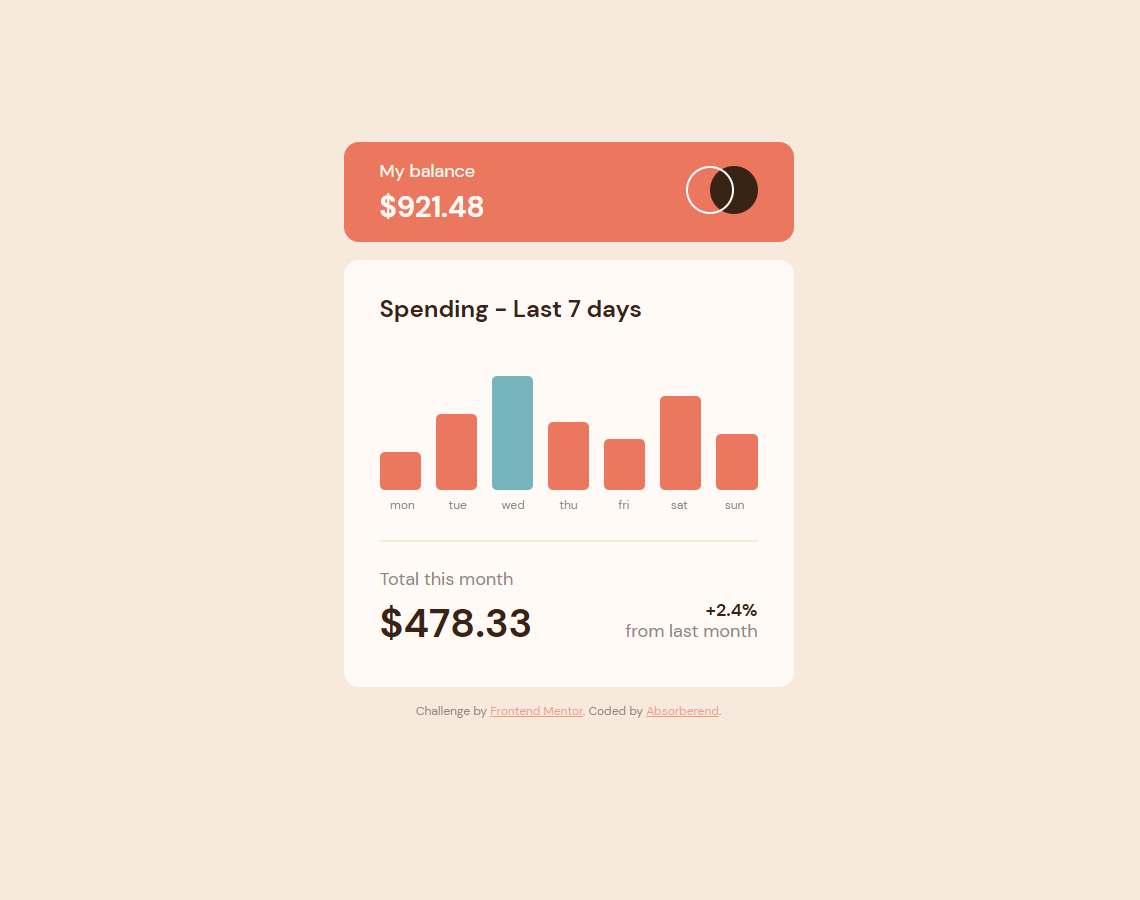 My balance
$921.48
Spending - Last 7 days
mon tue wed thu fri sat sun
Total this month
$478.33
+2.4%
from last month
Challenge by Frontend Mentor. Coded by Absorberend.